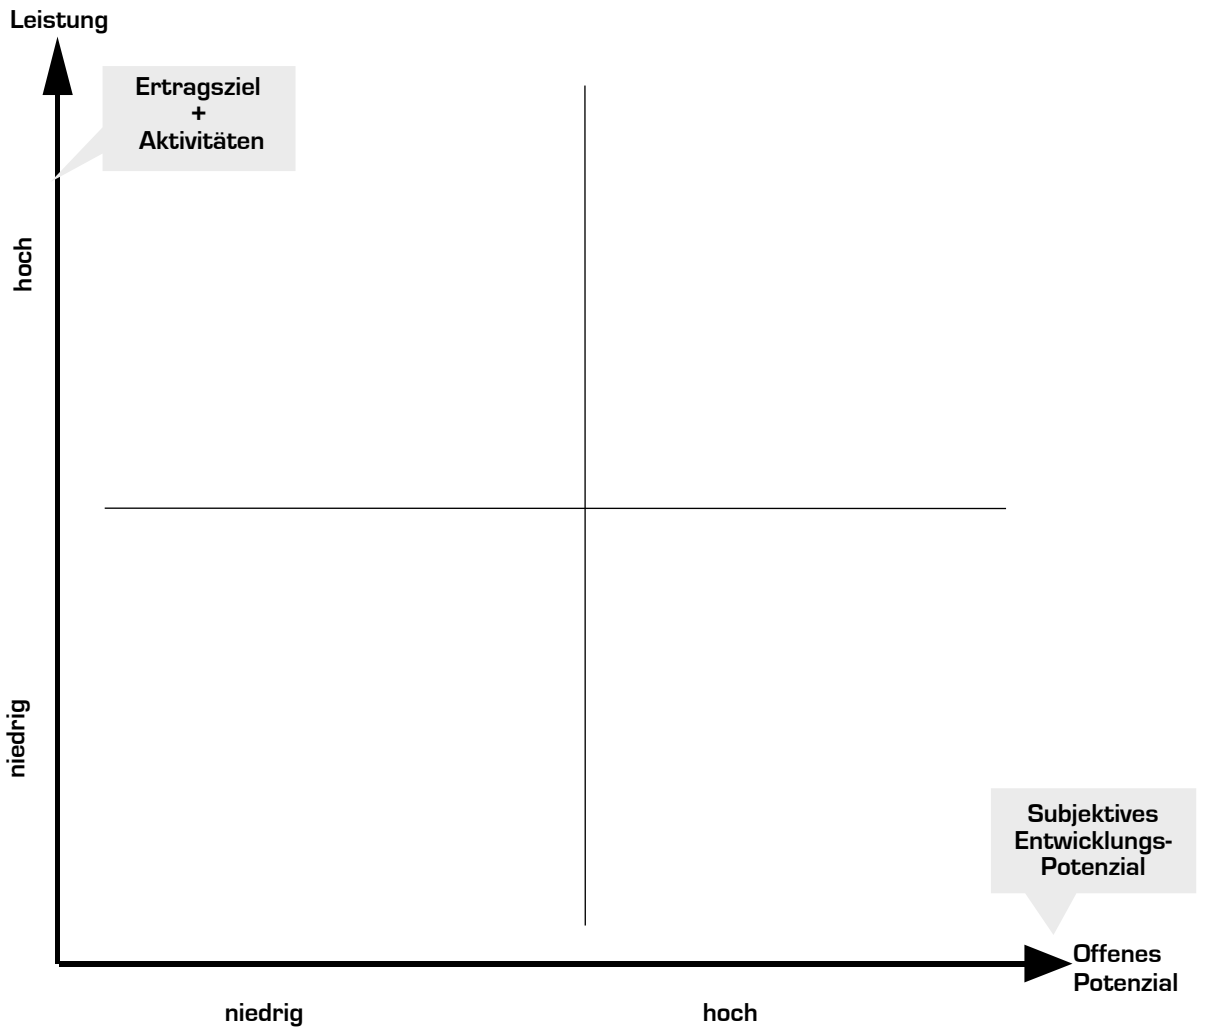 Leistung
Ertragsziel
+
Aktivitäten
hoch
niedrig
Subjektives
Entwicklungs-
Potenzial
Offenes
Potenzial
niedrig
hoch